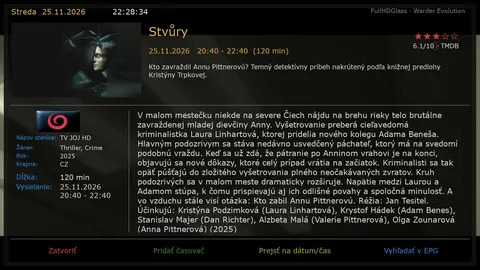 Streda 25.11.2026 22:28:34
FullHDGlass - Warder Evolution
Stvůry
25.11.2026 20:40 - 22:40 (120 min)
6.1/10 TMDB
Kto zavraždil Annu Pittnerovú? Temný detektívny príbeh nakrútený podľa knižnej predlohy
Kristýny Trpkovej.
V malom mestečku niekde na severe Čiech nájdu na brehu rieky telo brutálne
zavraždenej mladej dievčiny Anny. Vyšetrovanie preberá cieľavedomá
kriminalistka Laura Linhartová, ktorej pridelia nového kolegu Adama Beneša.
Hlavným podozrivým sa stáva nedávno usvedčený páchateľ, ktorý má na svedomí
podobnú vraždu. Keď sa už zdá, že pátranie po Anninom vrahovi je na konci,
objavujú sa nové dôkazy, ktoré celý prípad vrátia na začiatok. Kriminalisti sa tak
opäť púšťajú do zložitého vyšetrovania plného neočakávaných zvratov. Kruh
podozrivých sa v malom meste dramaticky rozširuje. Napätie medzi Laurou a
Adamom stúpa, k čomu prispievajú aj ich odlišné povahy a spoločná minulosť. A
vo vzduchu stále visí otázka: Kto zabil Annu Pittnerovú. Réžia: Jan Tesitel.
Účinkujú: Kristýna Podzimková (Laura Linhartová), Krystof Hádek (Adam Benes),
Stanislav Majer (Dan Richter), Alzbeta Malá (Valerie Pittnerová), Olga Zounarová
(Anna Pittnerová) (2025)
Názov stanice: TV JOJ HD
Žáner: Thriller, Crime
Rok: 2025
Krajina: CZ
Dĺžka: 120 min
Vysielanie: 25.11.2026
20:40 - 22:40
Zatvoriť
Pridať časovač
Prejsť na dátum/čas
Vyhľadať v EPG